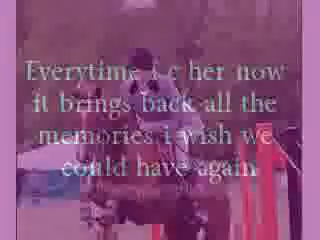 Everytime i c her now
it brings back all the
memories i wish we
could have again